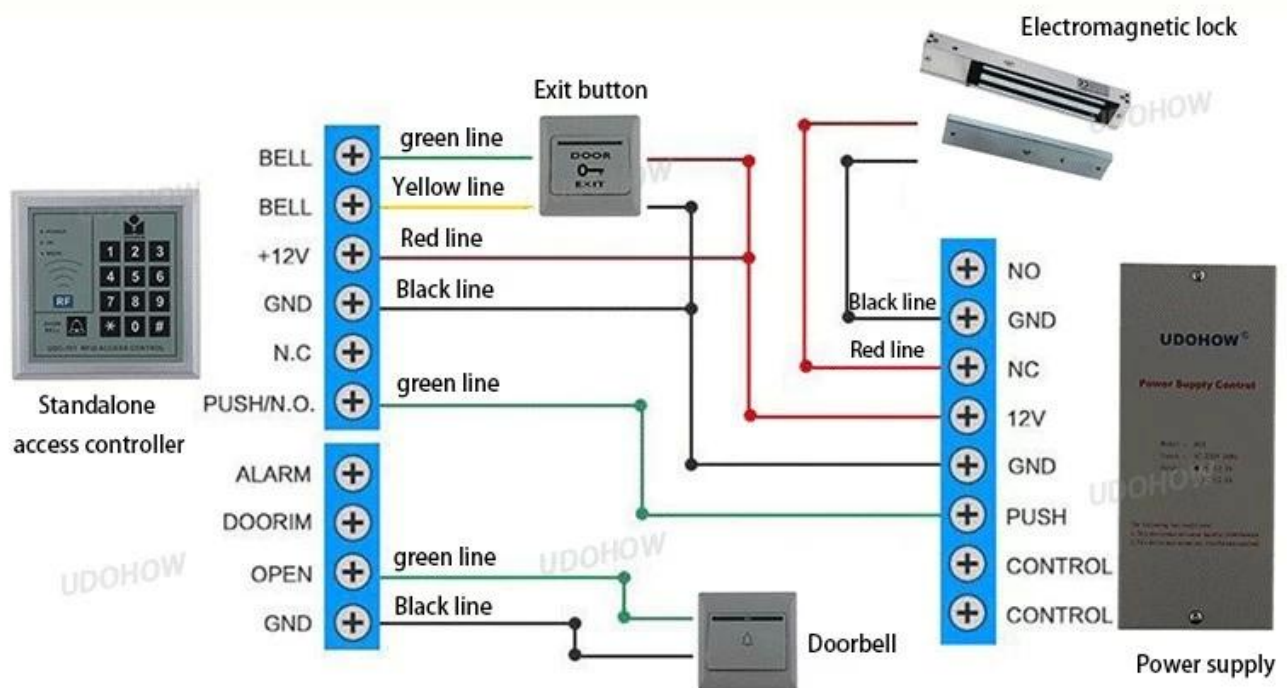 Electromagnetic lock
Exit button
BELL
green line
DOOR
EXIT
BELL
Yellow line
+12V
Red line
GND
Black line
N.C
PUSH/N.O.
green line
1 2 3
4 5 6
7 8 9
* 0 #
RF
Standalone
access controller
ALARM
DOORIM
OPEN
green line
GND
Black line
Doorbell
NO
Black line
GND
Red line
NC
12V
GND
PUSH
CONTROL
CONTROL
UDOHOW©
Power Supply Control
Power supply
UDOHOW
UDOHOW
UDOHOW
UDOHOW